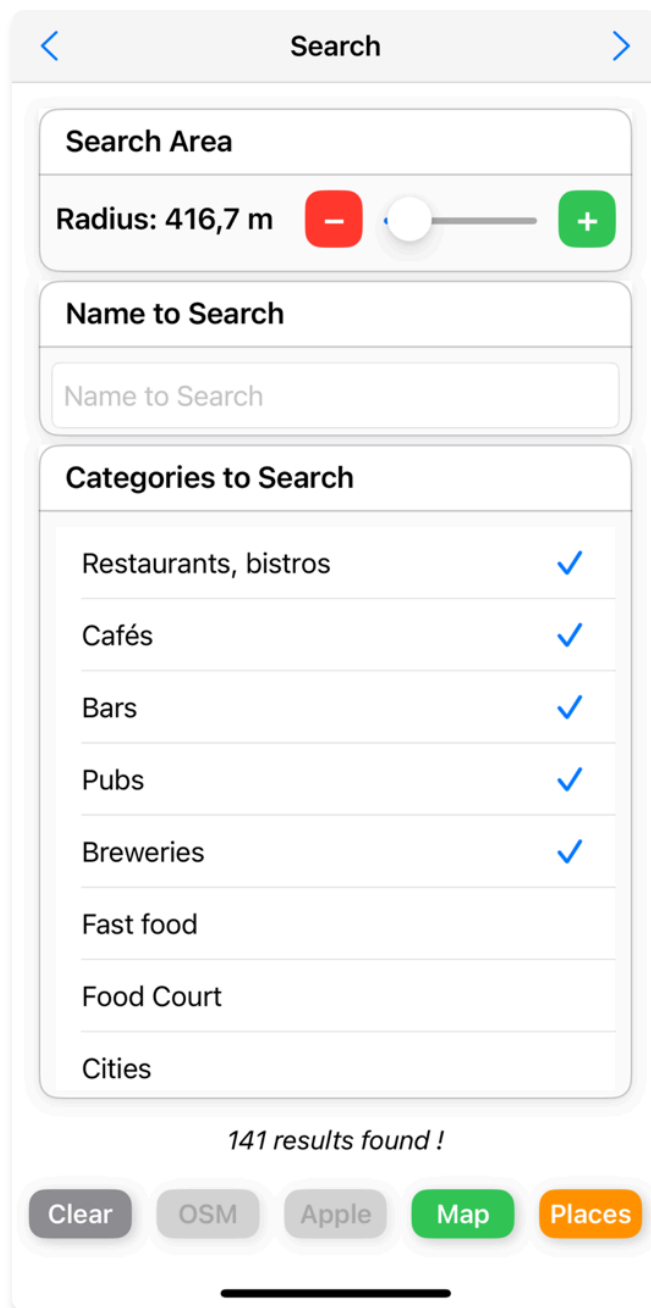 Search
Search Area
Radius: 416,7 m
Name to Search
Name to Search
Categories to Search
Restaurants, bistros
Cafés
Bars
Pubs
Breweries
Fast food
Food Court
Cities
141 results found !
Clear OSM Apple Map Places